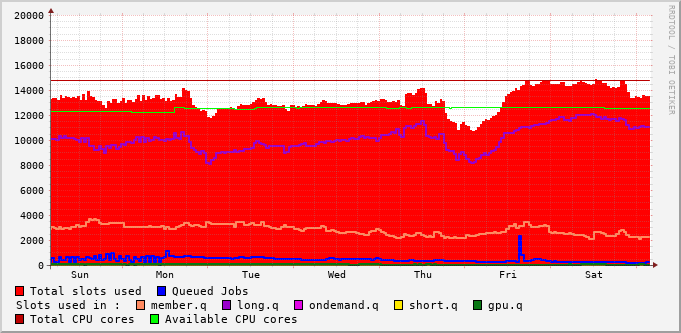 RRDTOOL / TOBI OETIKER
20000
18000
16000
14000
12000
10000
8000
6000
4000
2000
0
Sun Mon Tue Wed Thu Fri Sat
Total slots used Queued Jobs
Slots used in : member.q long.q ondemand.q short.q gpu.q
Total CPU cores Available CPU cores